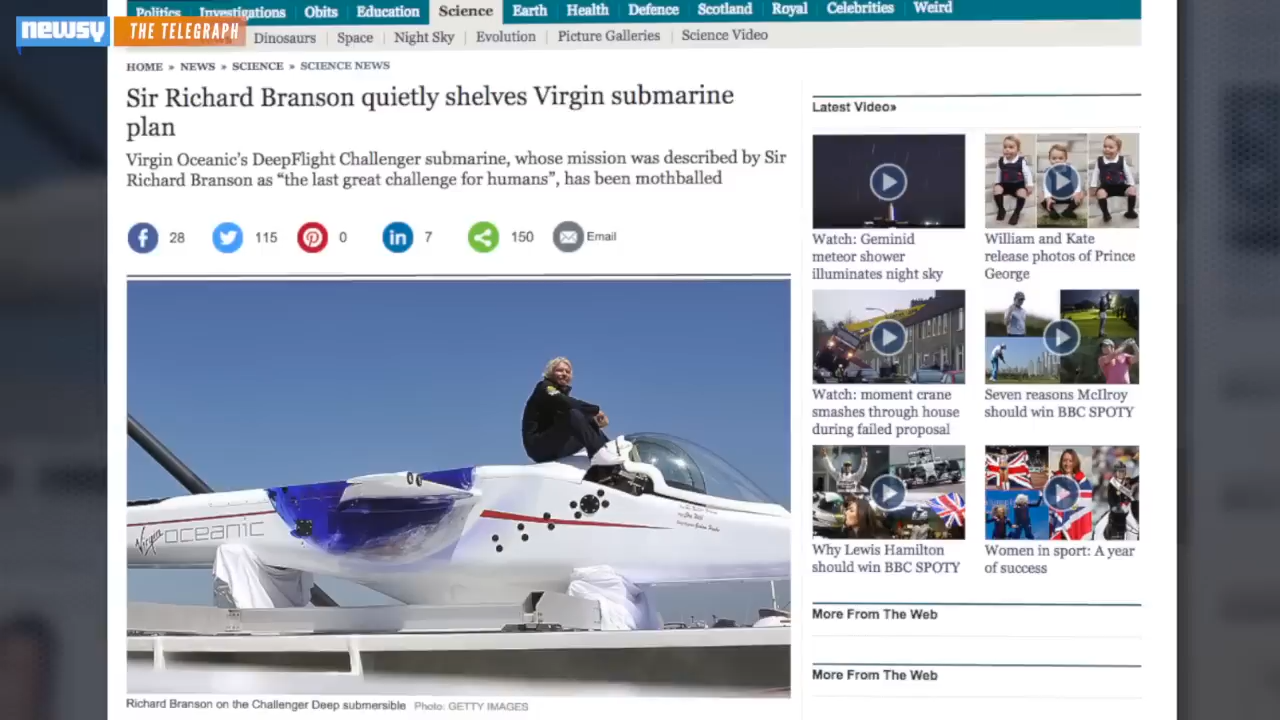 Politics Investigations Obits Education Science Earth Health Defence Scotland Royal Celebrities Weird
newsy THE TELEGRAPH
Dinosaurs Space Night Sky Evolution Picture Galleries Science Video
HOME » NEWS » SCIENCE » SCIENCE NEWS
Sir Richard Branson quietly shelves Virgin submarine
plan
Virgin Oceanic's DeepFlight Challenger submarine, whose mission was described by Sir
Richard Branson as “the last great challenge for humans”, has been mothballed
28 115 0 in 7 150 Email
Virgin oceanic
Richard Branson on the Challenger Deep submersible Photo: GETTY IMAGES
Latest Video»
Watch: Geminid
meteor shower
illuminates night sky
William and Kate
release photos of Prince
George
Watch: moment crane
smashes through house
during failed proposal
Seven reasons McIlroy
should win BBC SPOTY
Why Lewis Hamilton
should win BBC SPOTY
Women in sport: A year
of success
More From The Web
More From The Web